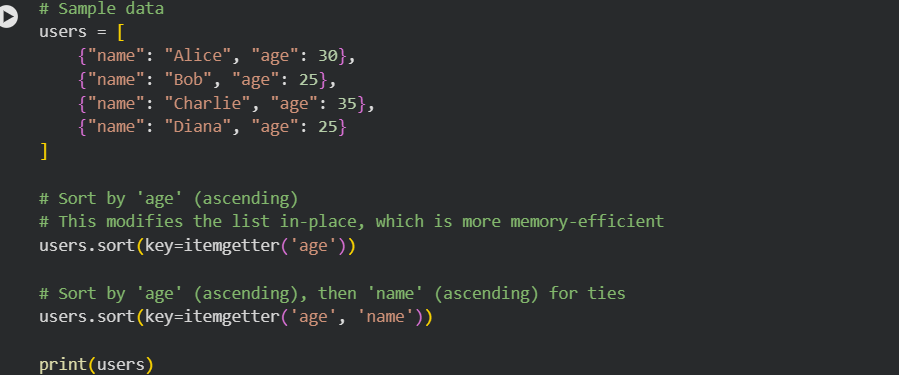 # Sample data
users = [
    {"name": "Alice", "age": 30},
    {"name": "Bob", "age": 25},
    {"name": "Charlie", "age": 35},
    {"name": "Diana", "age": 25}
]

# Sort by 'age' (ascending)
# This modifies the list in-place, which is more memory-efficient
users.sort(key=itemgetter('age'))

# Sort by 'age' (ascending), then 'name' (ascending) for ties
users.sort(key=itemgetter('age', 'name'))

print(users)